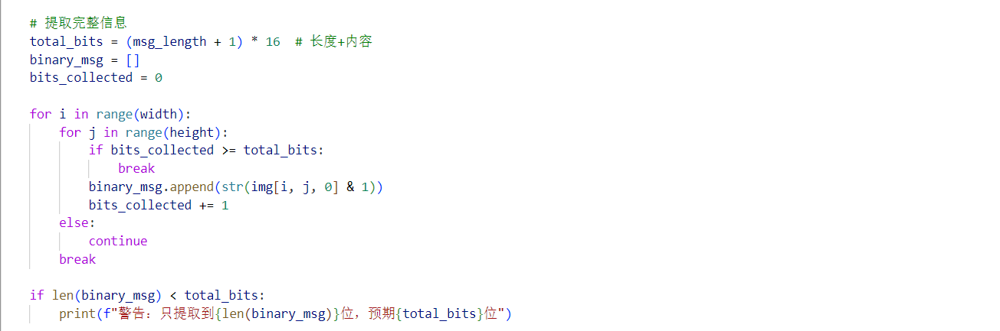 # 提取完整信息
total_bits = (msg_length + 1) * 16  # 长度+内容
binary_msg = []
bits_collected = 0

for i in range(width):
    for j in range(height):
        if bits_collected >= total_bits:
            break
        binary_msg.append(str(img[i, j, 0] & 1))
        bits_collected += 1
    else:
        continue
    break

if len(binary_msg) < total_bits:
    print(f"警告: 只提取到{len(binary_msg)}位，预期{total_bits}位")